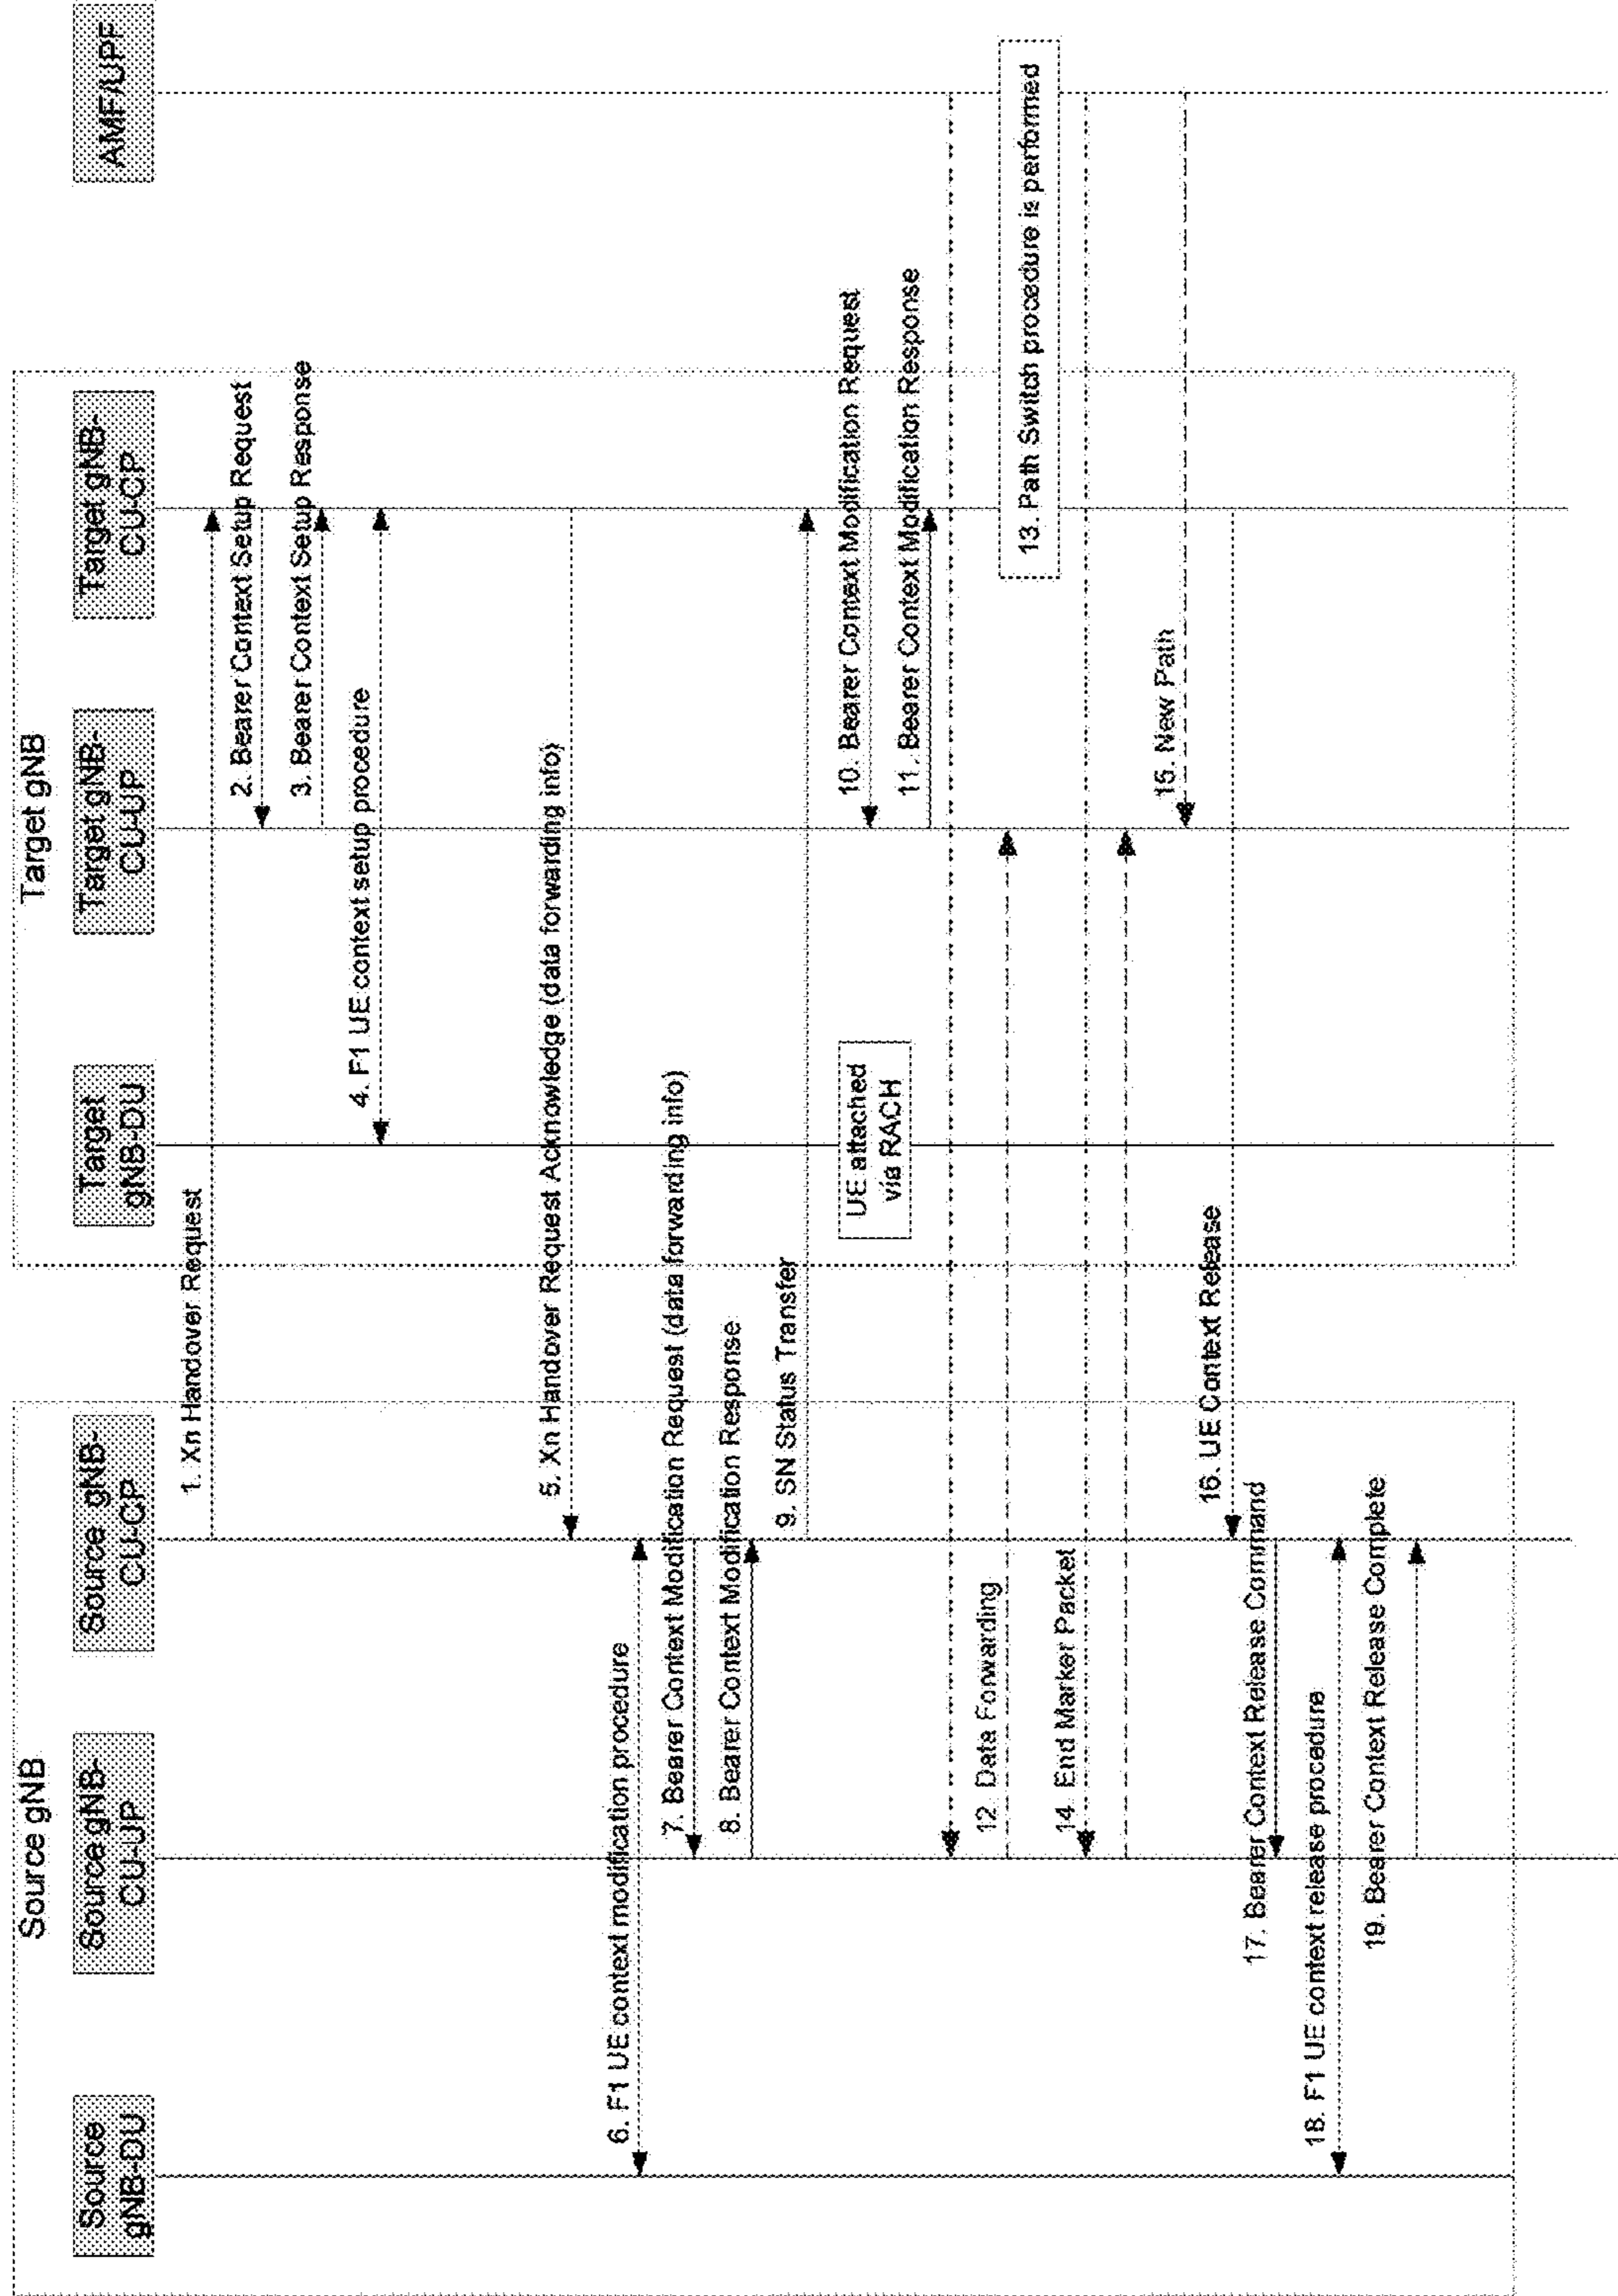 Source gNB
Target gNB
Source
gNB-DU
Source gNB-
CU-UP
Source gNB-
CU-CP
Target
gNB-DU
Target gNB-
CU-UP
Target gNB-
CU-CP
AMF/UPF
1. Xn Handover Request
2. Bearer Context Setup Request
3. Bearer Context Setup Response
4. F1 UE context setup procedure
5. Xn Handover Request Acknowledge (data forwarding info)
6. F1 UE context modification procedure
7. Bearer Context Modification Request (data forwarding info)
8. Bearer Context Modification Response
9. SN Status Transfer
UE attached
via RACH
10. Bearer Context Modification Request
11. Bearer Context Modification Response
12. Data Forwarding
13. Path Switch procedure is performed
14. End Marker Packet
15. New Path
16. UE Context Release
17. Bearer Context Release Command
18. F1 UE context release procedure
19. Bearer Context Release Complete